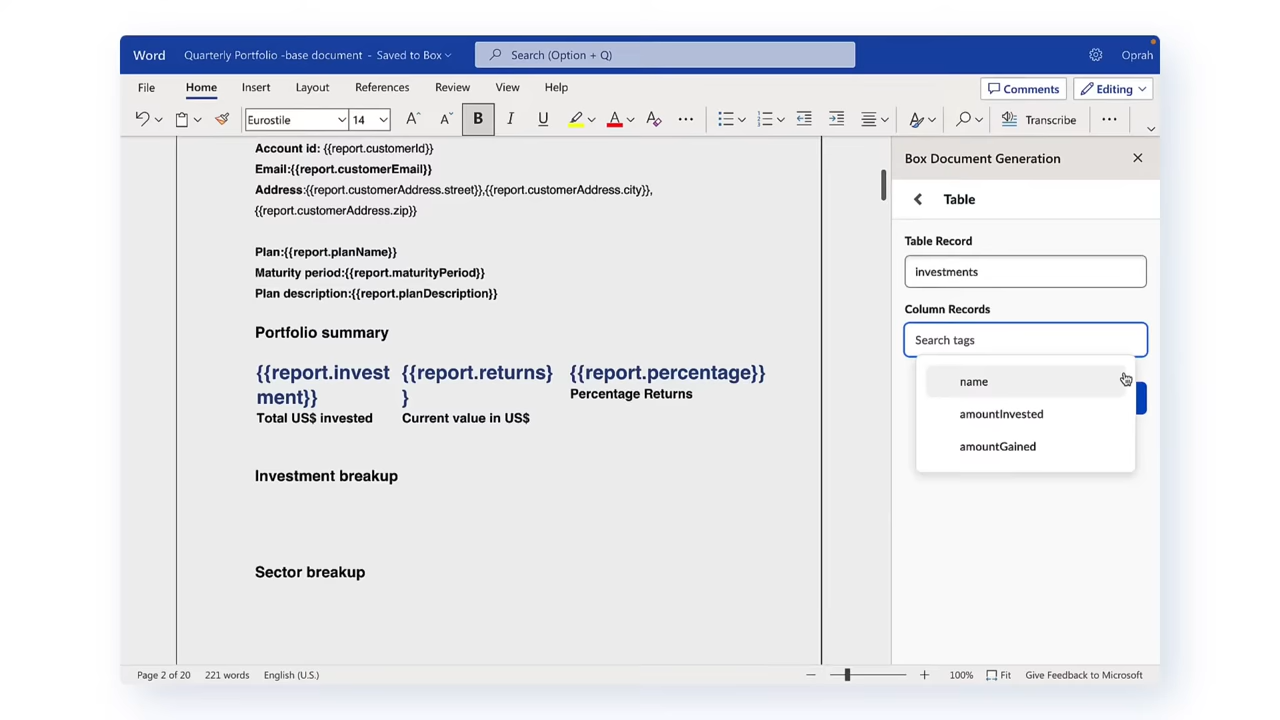 Word Quarterly Portfolio -base document - Saved to Box Search (Option + Q) Oprah
File Home Insert Layout References Review View Help Comments Editing
Eurostile 14 A A B I U A A Transcribe
Account id: {{report.customerId}}
Email:{{report.customerEmail}}
Address:{{report.customerAddress.street}},{{report.customerAddress.city}},
{{report.customerAddress.zip}}
Plan:{{report.planName}}
Maturity period:{{report.maturityPeriod}}
Plan description:{{report.planDescription}}
Portfolio summary
{{report.invest
ment}}
Total US$ invested
{{report.returns}
}
Current value in US$
{{report.percentage}}
Percentage Returns
Investment breakup
Sector breakup
Box Document Generation
Table
Table Record
investments
Column Records
Search tags
name
amountInvested
amountGained
Page 2 of 20 221 words English (U.S.) 100% Fit Give Feedback to Microsoft